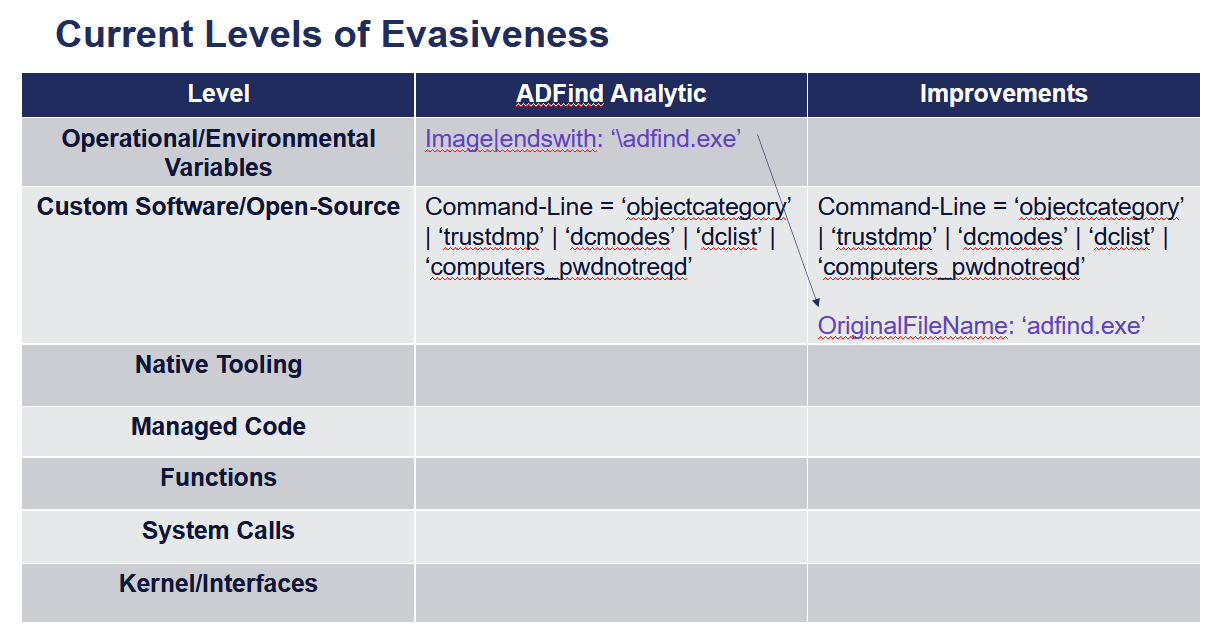 Current Levels of Evasiveness
Level
ADFind Analytic
Improvements
Operational/Environmental
Variables
Image|endswith: ‘\adfind.exe’
Custom Software/Open-Source
Command-Line = ‘objectcategory’
| ‘trustdmp’ | ‘dcmodes’ | ‘dclist’ |
‘computers_pwdnotreqd’
Command-Line = ‘objectcategory’
| ‘trustdmp’ | ‘dcmodes’ | ‘dclist’ |
‘computers_pwdnotreqd’
OriginalFileName: ‘adfind.exe’
Native Tooling
Managed Code
Functions
System Calls
Kernel/Interfaces